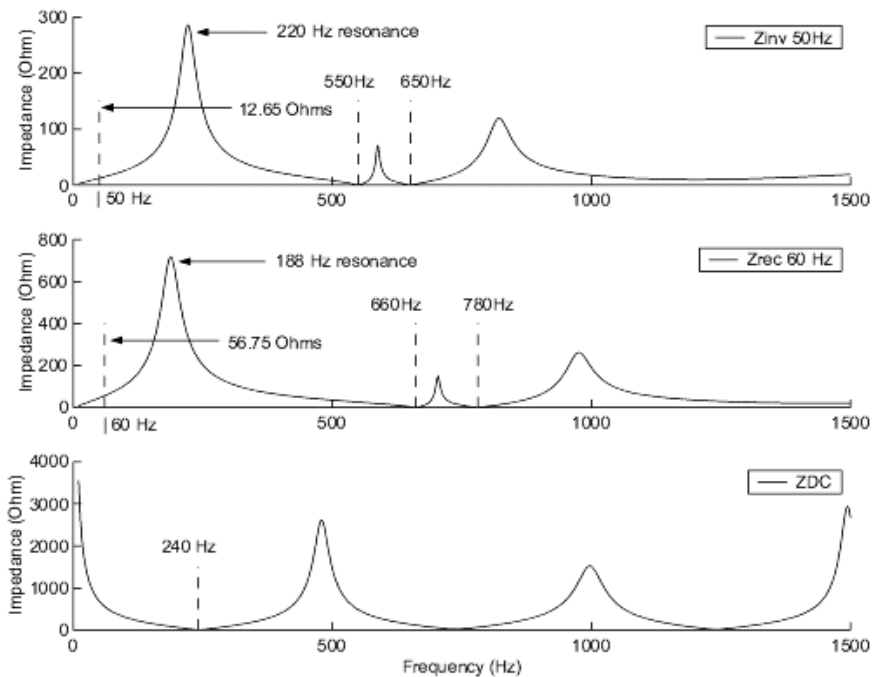 300
220 Hz resonance
Zinv 50Hz
200
550Hz
650Hz
12.65 Ohms
100
0
Impedance (Ohm)
0
50 Hz
500
1000
1500
800
188 Hz resonance
Zrec 60 Hz
600
660Hz
780Hz
400
56.75 Ohms
200
0
Impedance (Ohm)
0
60 Hz
500
1000
1500
4000
ZDC
3000
240 Hz
2000
1000
0
Impedance (Ohm)
0
500
1000
1500
Frequency (Hz)